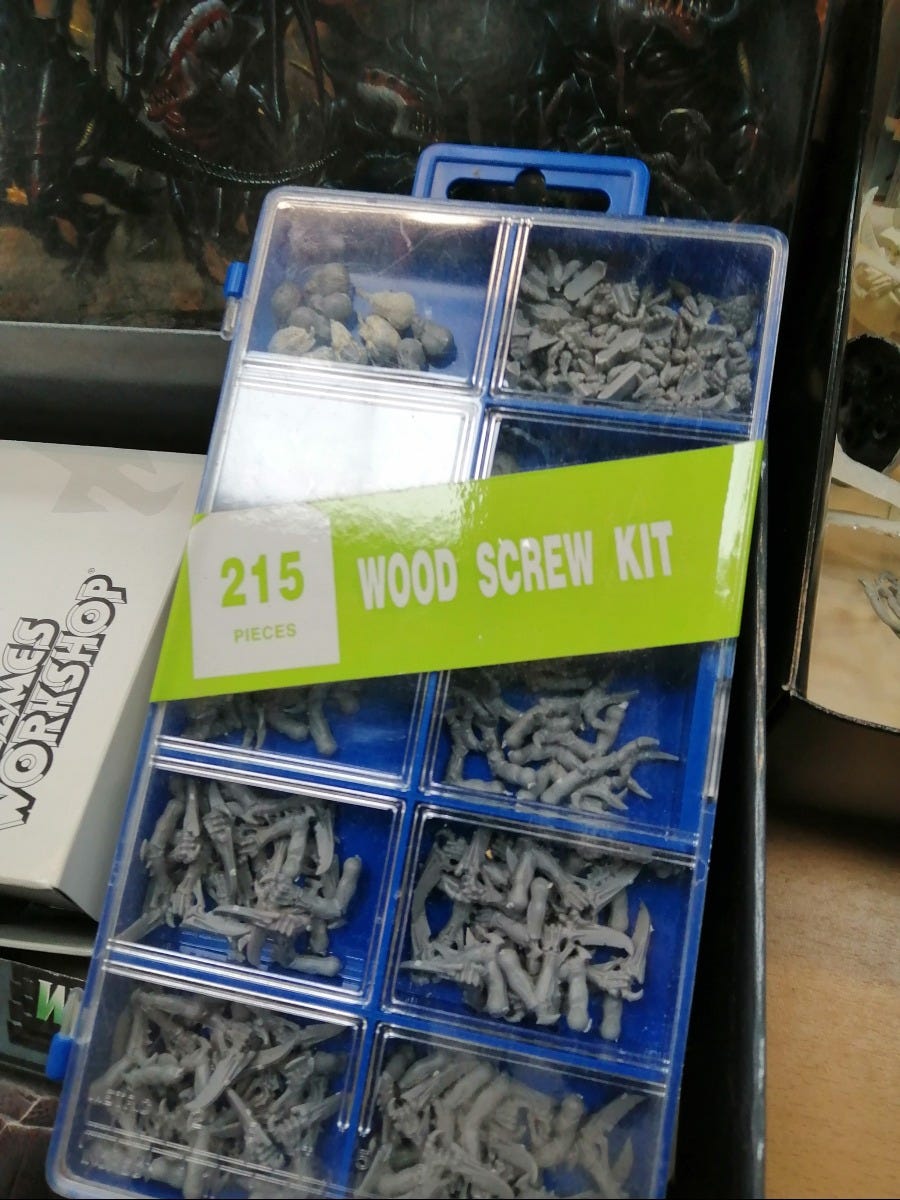 215
PIECES
WOOD SCREW KIT
GAMES
WORKSHOP®